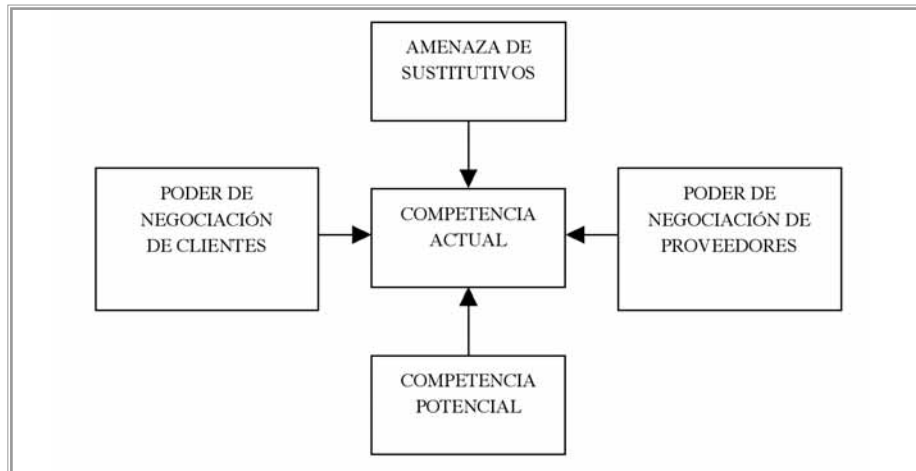 AMENAZA DE
SUSTITUTIVOS
PODER DE
NEGOCIACIÓN
DE CLIENTES
COMPETENCIA
ACTUAL
PODER DE
NEGOCIACIÓN DE
PROVEEDORES
COMPETENCIA
POTENCIAL